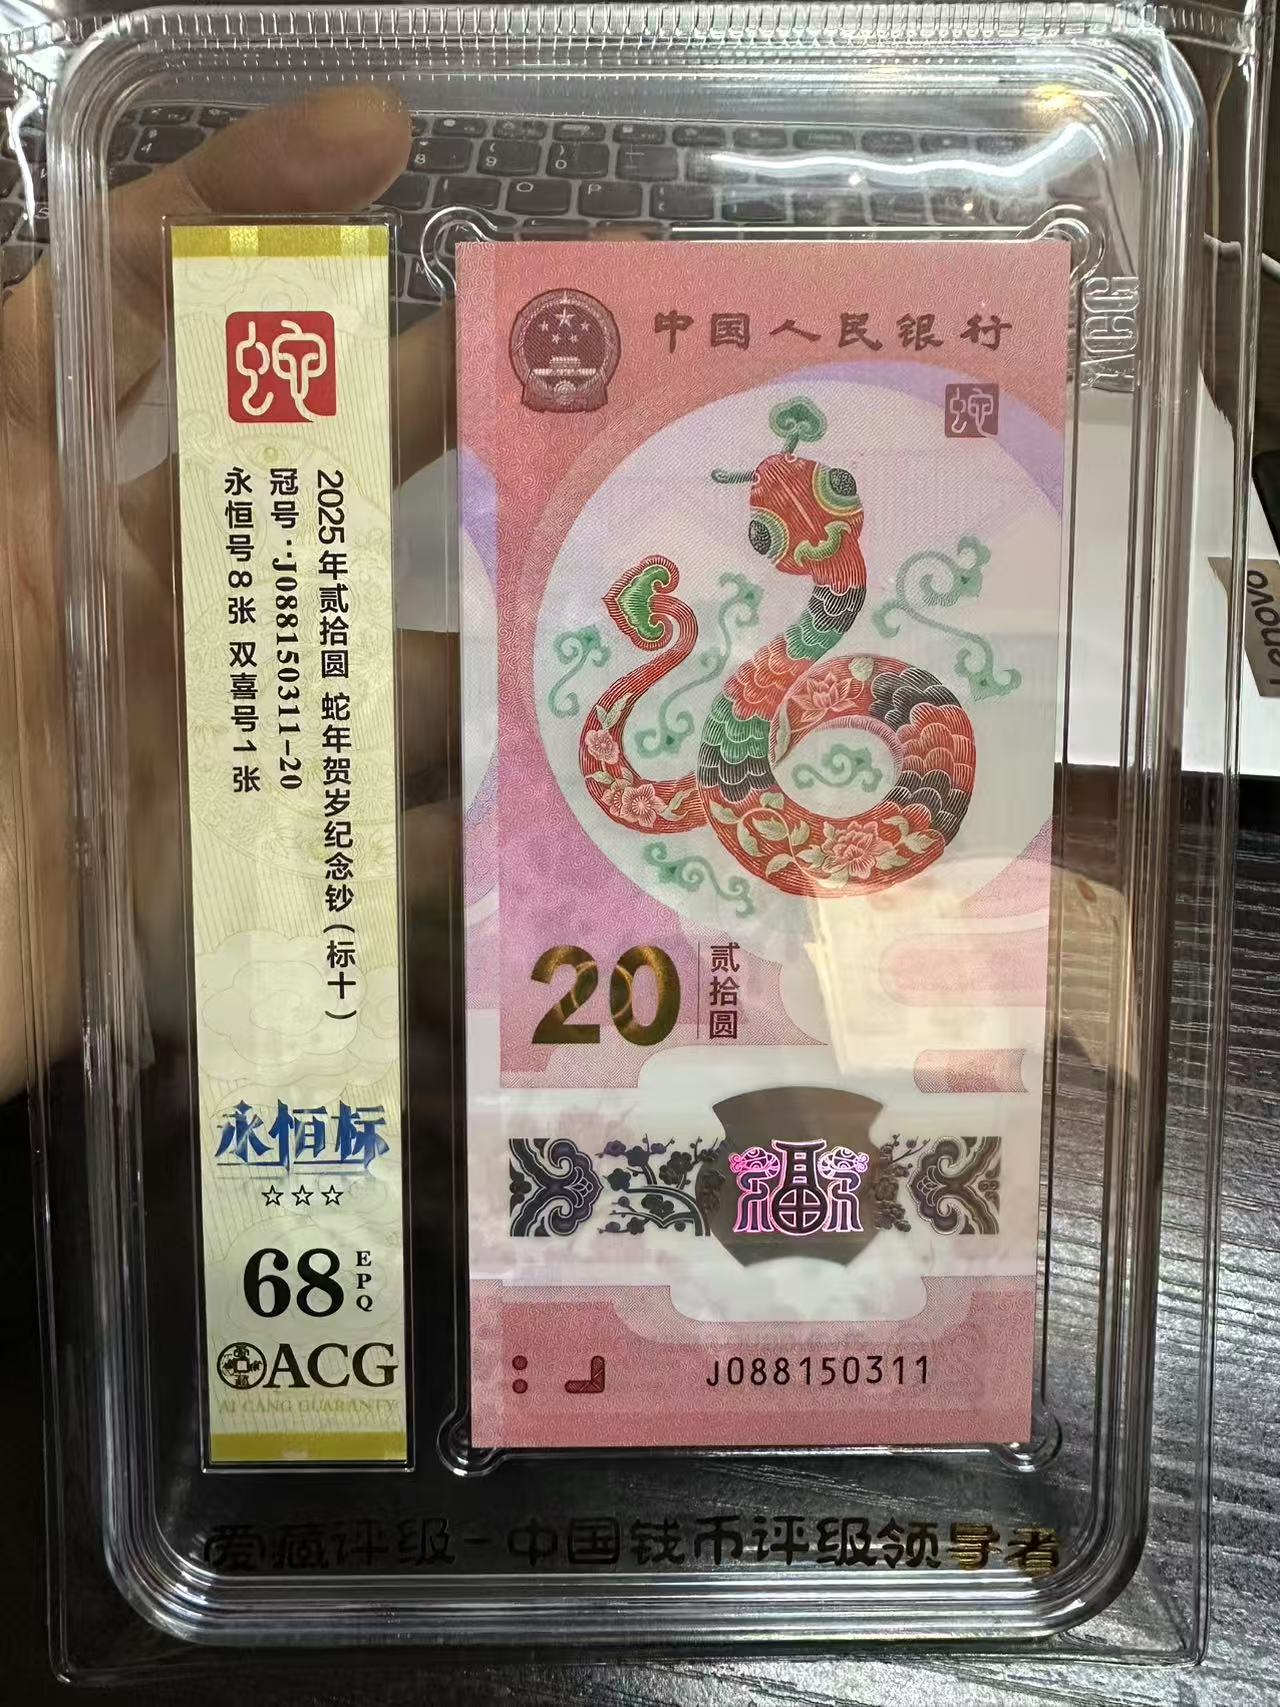 蛇
2025年贰拾圆 蛇年贺岁纪念钞（标十）
冠号：J088150311-20
永恒号8张 双喜号1张
永恒标
☆☆☆
68 EPQ
ACG
AI CANG GUARANTY
中国人民银行
蛇
20 贰拾圆
福
J088150311
ACG
爱藏评级-中国钱币评级领导者
Lenovo